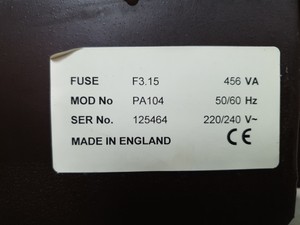 FUSE F3.15 456 VA
MOD No PA104 50/60 Hz
SER No. 125464 220/240 V~
MADE IN ENGLAND CE